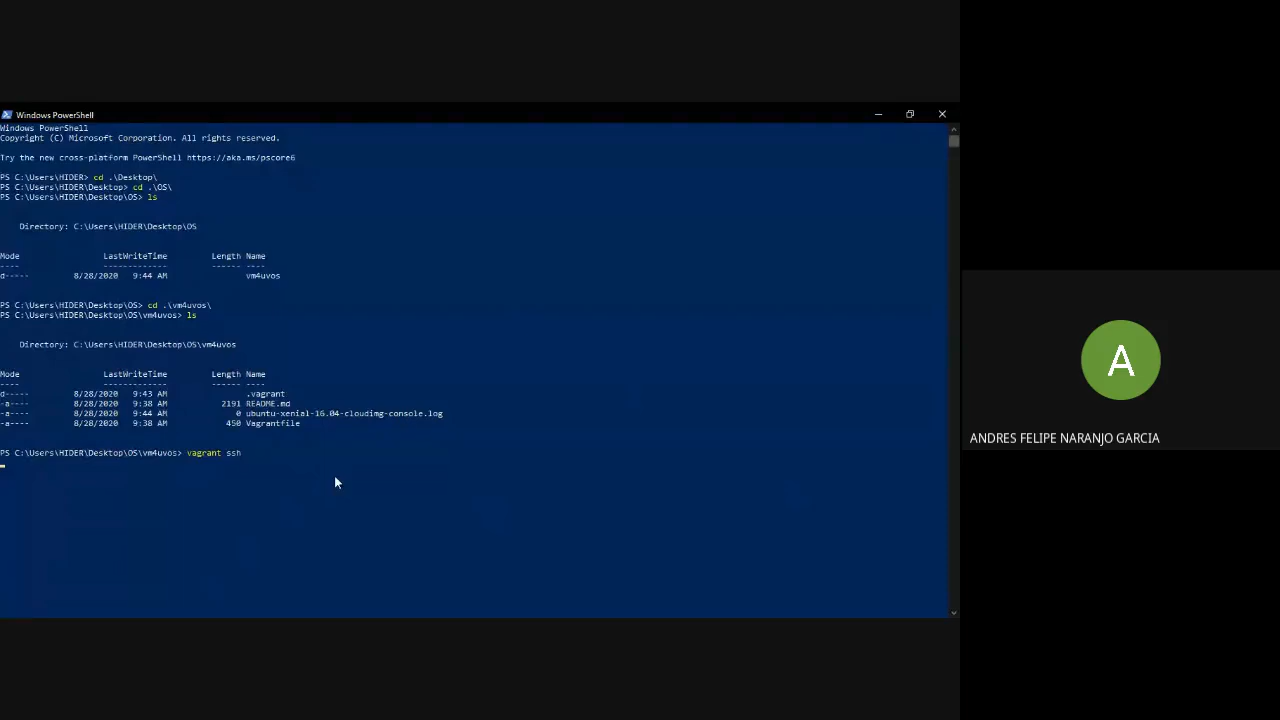 Windows PowerShell
Windows PowerShell
Copyright (C) Microsoft Corporation. All rights reserved.
Try the new cross-platform PowerShell https://aka.ms/pscore6
PS C:\Users\HIDER> cd .\Desktop\
PS C:\Users\HIDER\Desktop> cd .\OS\
PS C:\Users\HIDER\Desktop\OS> ls
Directory: C:\Users\HIDER\Desktop\OS
Mode LastWriteTime Length Name
---- ------------- ------ ----
d----- 8/28/2020 9:44 AM vm4uvos
PS C:\Users\HIDER\Desktop\OS> cd .\vm4uvos\
PS C:\Users\HIDER\Desktop\OS\vm4uvos> ls
Directory: C:\Users\HIDER\Desktop\OS\vm4uvos
Mode LastWriteTime Length Name
---- ------------- ------ ----
d----- 8/28/2020 9:43 AM .vagrant
-a---- 8/28/2020 9:38 AM 2191 README.md
-a---- 8/28/2020 9:44 AM 0 ubuntu-xenial-16.04-cloudimg-console.log
-a---- 8/28/2020 9:38 AM 450 Vagrantfile
PS C:\Users\HIDER\Desktop\OS\vm4uvos> vagrant ssh
A
ANDRES FELIPE NARANJO GARCIA